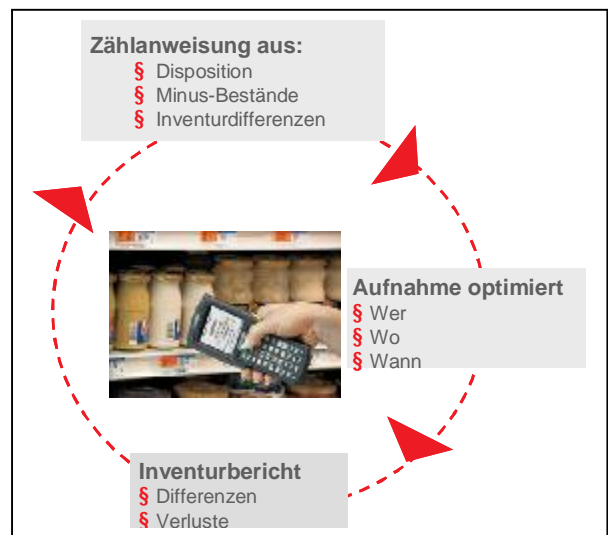 Zählanweisung aus:
§ Disposition
§ Minus-Bestände
§ Inventurdifferenzen
Aufnahme optimiert
§ Wer
§ Wo
§ Wann
Inventurbericht
§ Differenzen
§ Verluste